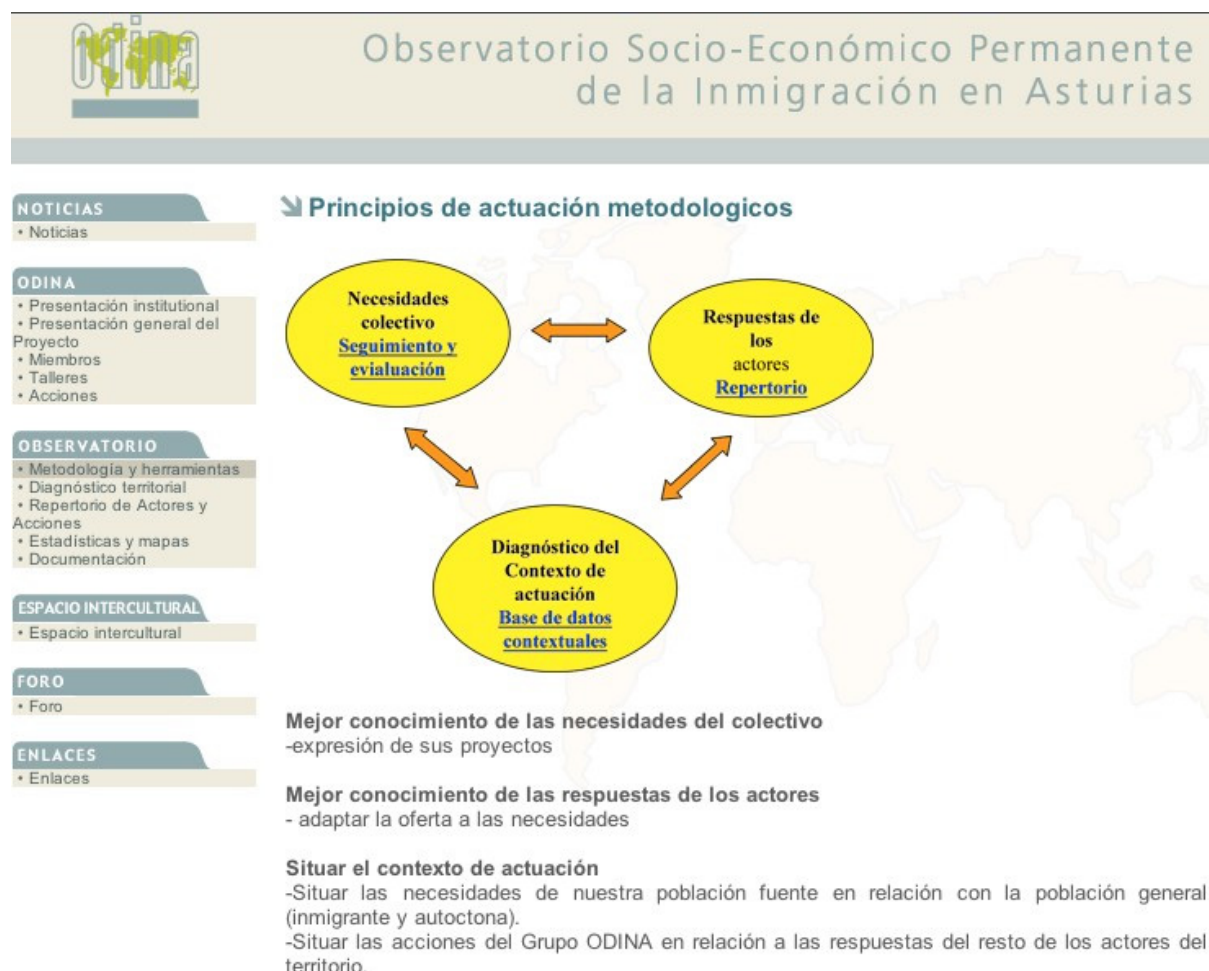 odina
Observatorio Socio-Económico Permanente
de la Inmigración en Asturias
NOTICIAS
• Noticias
ODINA
• Presentación institutional
• Presentación general del
Proyecto
• Miembros
• Talleres
• Acciones
OBSERVATORIO
• Metodología y herramientas
• Diagnóstico territorial
• Repertorio de Actores y
Acciones
• Estadísticas y mapas
• Documentación
ESPACIO INTERCULTURAL
• Espacio intercultural
FORO
• Foro
ENLACES
• Enlaces
Principios de actuación metodologicos
Necesidades
colectivo
Seguimiento y
evialuación
Respuestas de
los
actores
Repertorio
Diagnóstico del
Contexto de
actuación
Base de datos
contextuales
Mejor conocimiento de las necesidades del colectivo
-expresión de sus proyectos
Mejor conocimiento de las respuestas de los actores
- adaptar la oferta a las necesidades
Situar el contexto de actuación
-Situar las necesidades de nuestra población fuente en relación con la población general
(inmigrante y autoctona).
-Situar las acciones del Grupo ODINA en relación a las respuestas del resto de los actores del
territorio.